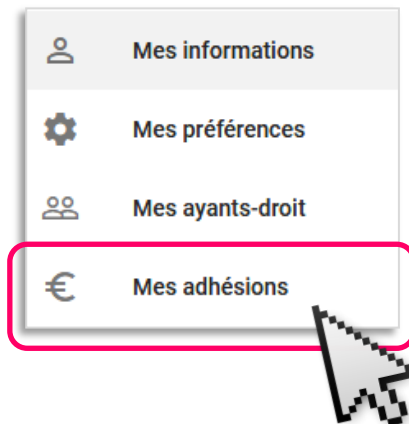 Mes informations
Mes préférences
Mes ayants-droit
€ Mes adhésions